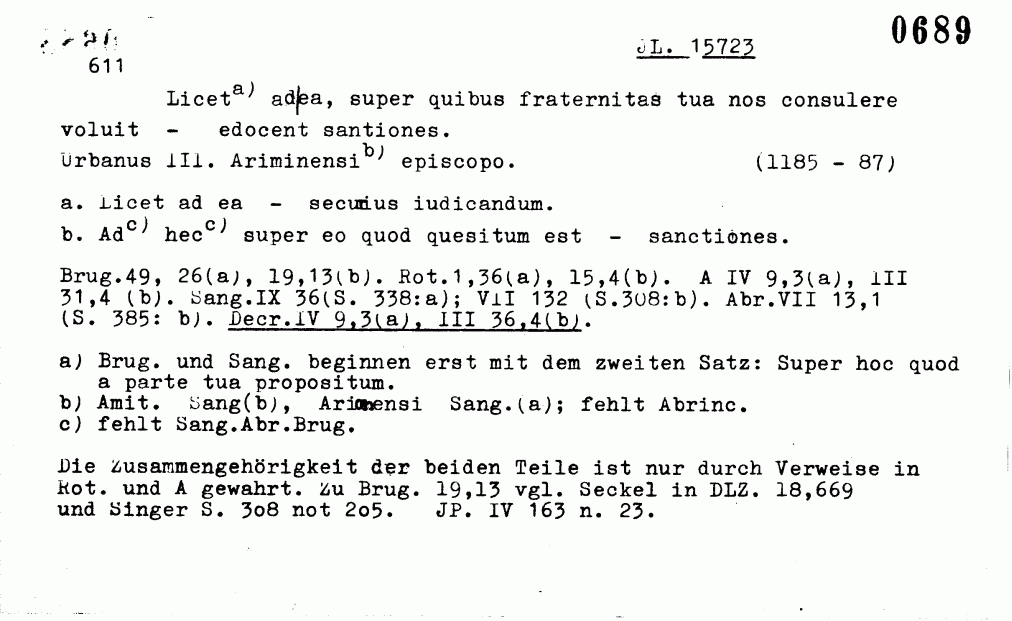 0689
JL. 15723
611
Licet a) ad|ea, super quibus fraternitas tua nos consulere
voluit - edocent santiones.
Urbanus III. Ariminensi b) episcopo. (1185 - 87)
a. Licet ad ea - securius iudicandum.
b. Ad c) hec c) super eo quod quesitum est - sanctiones.
Brug.49, 26(a), 19,13(b). Rot.1,36(a), 15,4(b). A IV 9,3(a), III
31,4 (b). Sang.IX 36(S. 338:a); VII 132 (S.308:b). Abr.VII 13,1
(S. 385: b). Decr.IV 9,3(a), III 36,4(b).
a) Brug. und Sang. beginnen erst mit dem zweiten Satz: Super hoc quod
a parte tua propositum.
b) Amit. Sang(b), Arimensi Sang.(a); fehlt Abrinc.
c) fehlt Sang.Abr.Brug.
Die Zusammengehörigkeit der beiden Teile ist nur durch Verweise in
Rot. und A gewahrt. Zu Brug. 19,13 vgl. Seckel in DLZ. 18,669
und Singer S. 3o8 not 2o5. JP. IV 163 n. 23.